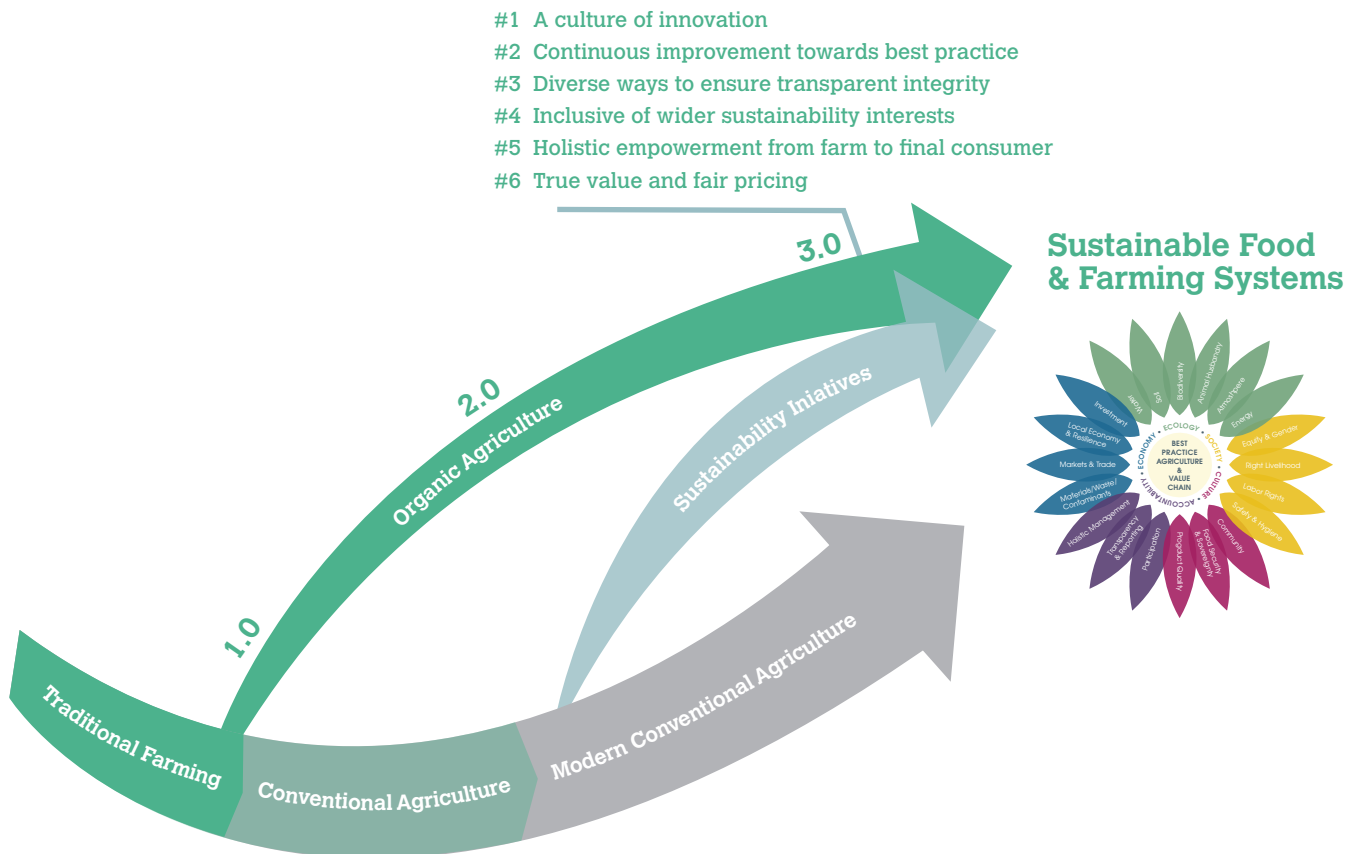 #1 A culture of innovation
#2 Continuous improvement towards best practice
#3 Diverse ways to ensure transparent integrity
#4 Inclusive of wider sustainability interests
#5 Holistic empowerment from farm to final consumer
#6 True value and fair pricing
3.0
2.0
1.0
Organic Agriculture
Sustainability Iniatives
Traditional Farming
Conventional Agriculture
Modern Conventional Agriculture
Sustainable Food
& Farming Systems
BEST
PRACTICE
AGRICULTURE
&
VALUE
CHAIN
• ECOLOGY • SOCIETY • CULTURE • ACCOUNTABILITY • ECONOMY
Water
Soil
Biodiversity
Animal Husbandry
Atmosphere
Energy
Equity & Gender
Right Livelihood
Labor Rights
Safety & Hygiene
Community
Food Security
& Sovereignty
Progduct Quality
Participation
Transparency
& Reporting
Holistic Management
Materials/Waste/
Contaminants
Markets & Trade
Local Economy
& Resilience
Investment